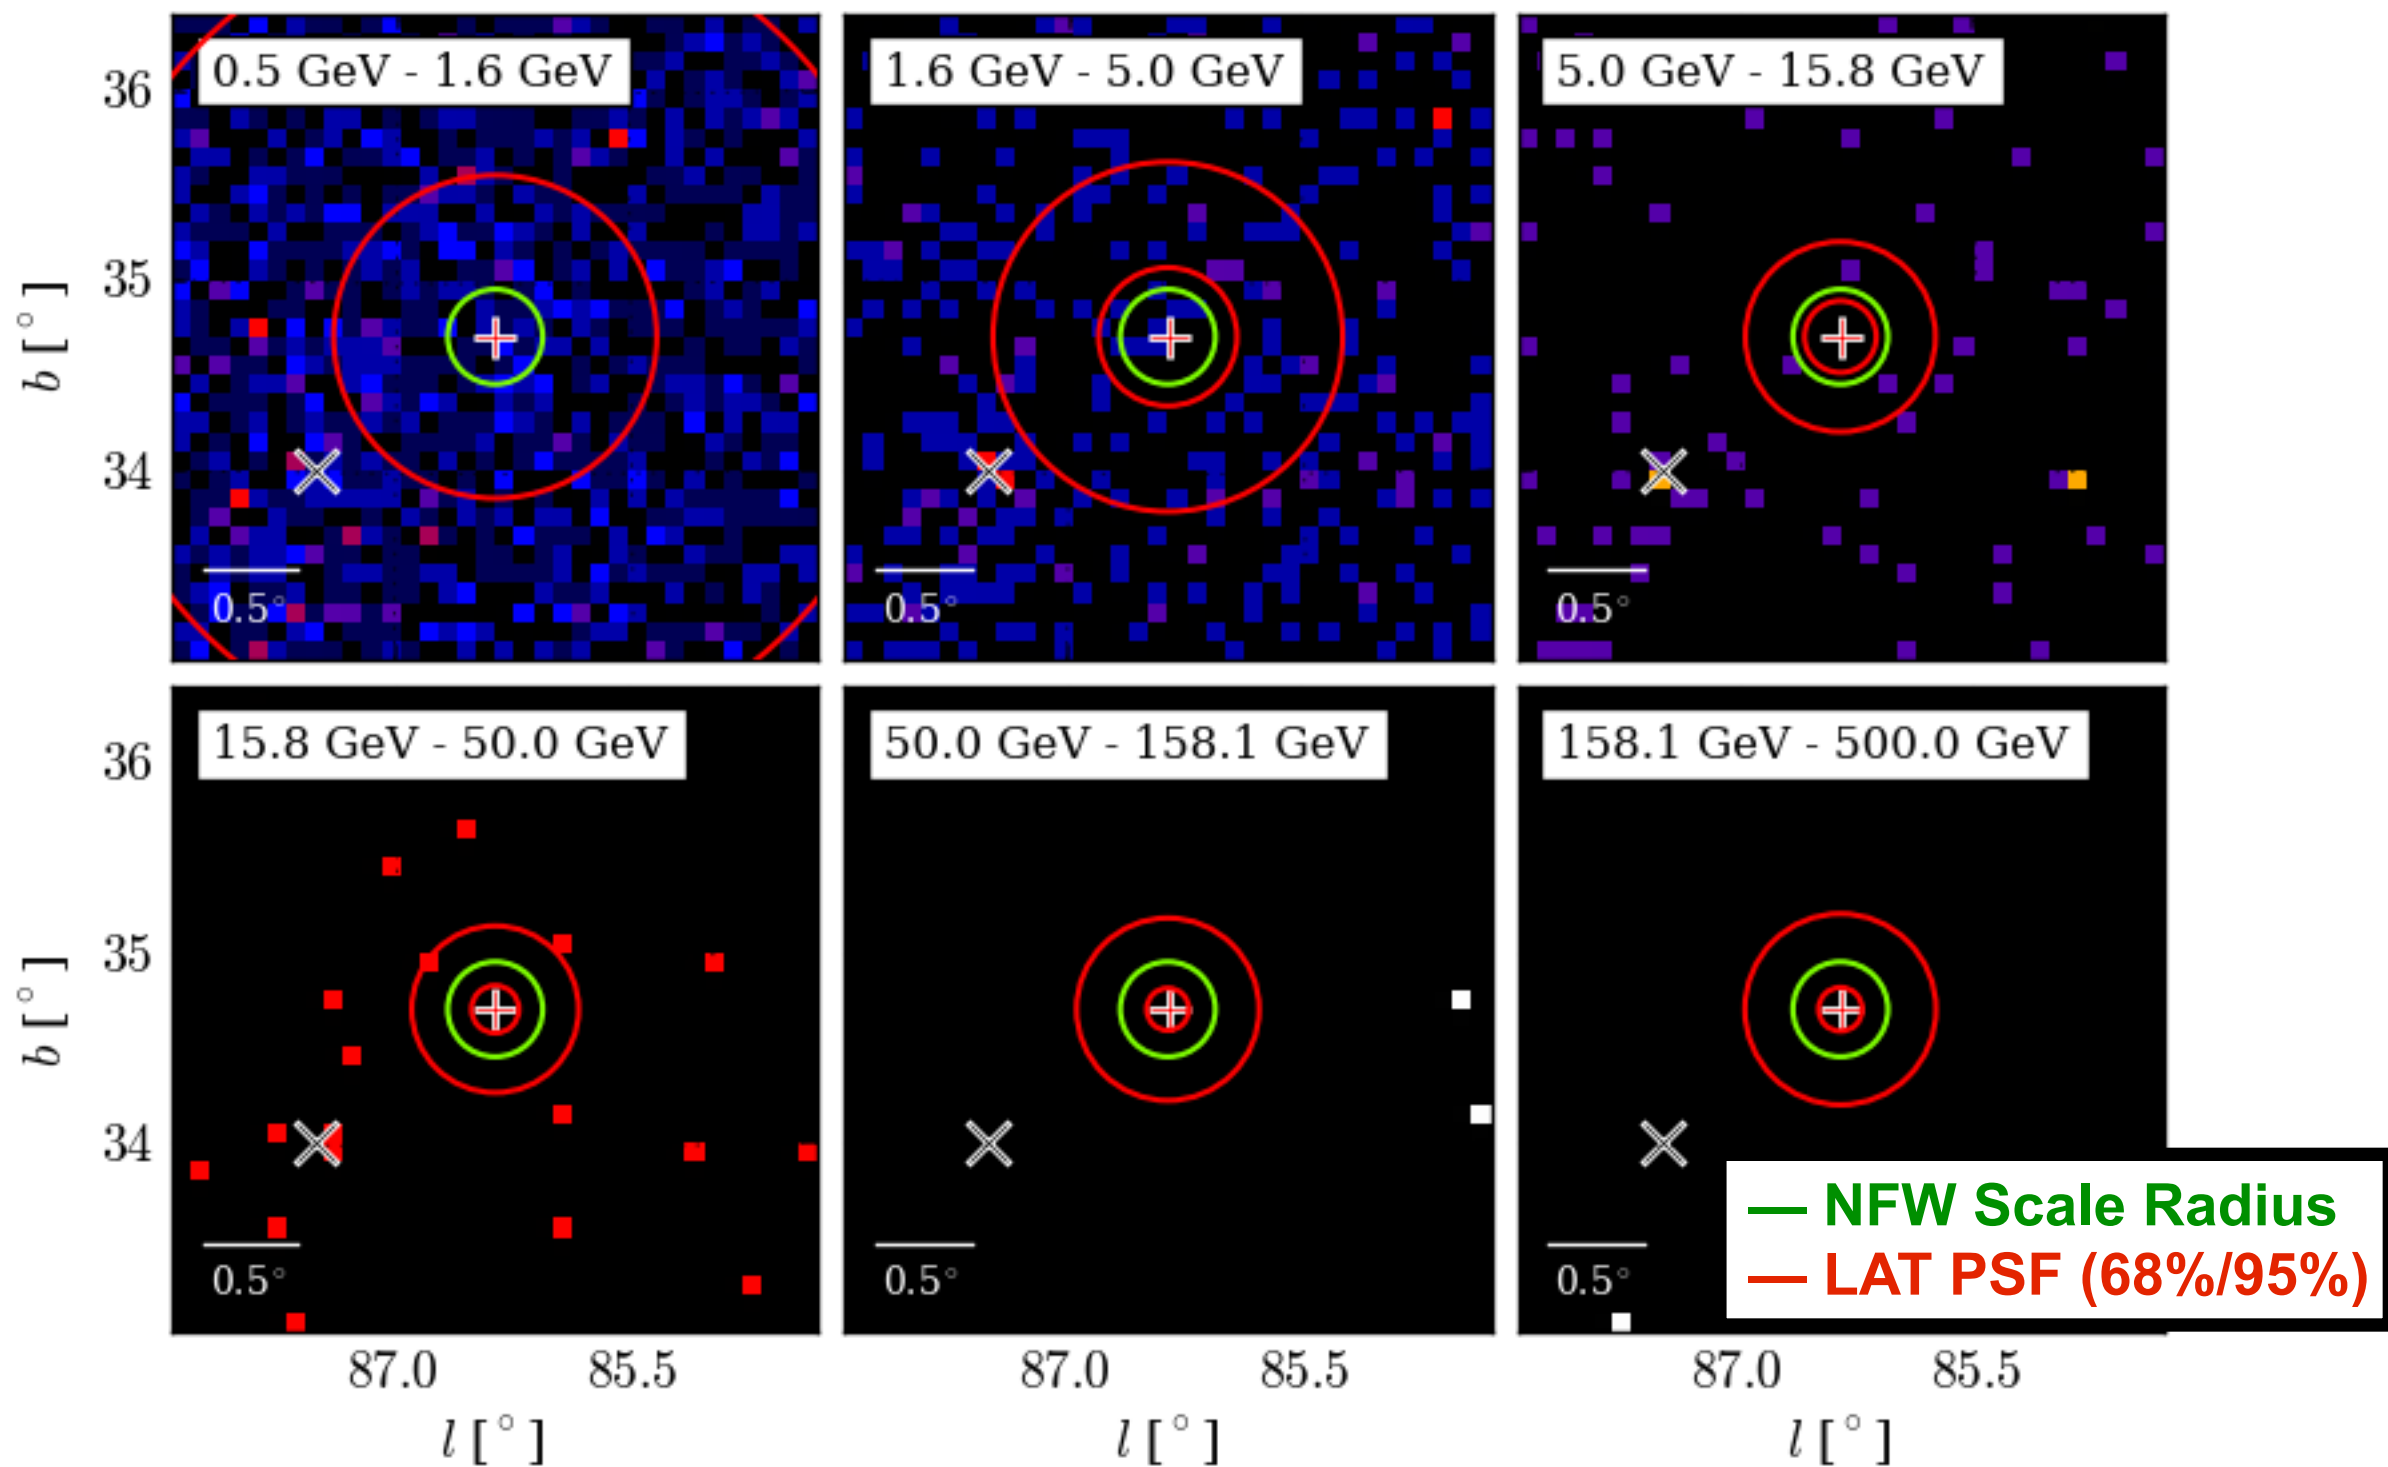 0.5 GeV - 1.6 GeV
1.6 GeV - 5.0 GeV
5.0 GeV - 15.8 GeV
36
35
34
b [°]
0.5°
0.5°
0.5°
15.8 GeV - 50.0 GeV
50.0 GeV - 158.1 GeV
158.1 GeV - 500.0 GeV
36
35
34
b [°]
0.5°
0.5°
0.5°
NFW Scale Radius
LAT PSF (68%/95%)
87.0 85.5
87.0 85.5
87.0 85.5
l [°]
l [°]
l [°]